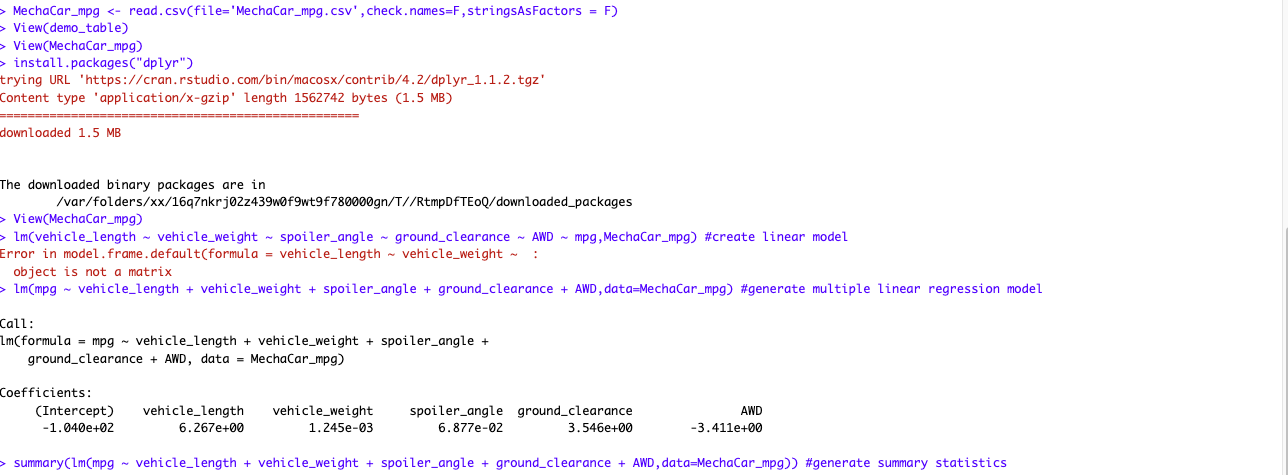 > MechaCar_mpg <- read.csv(file='MechaCar_mpg.csv',check.names=F,stringsAsFactors = F)
> View(demo_table)
> View(MechaCar_mpg)
> install.packages("dplyr")
trying URL 'https://cran.rstudio.com/bin/macosx/contrib/4.2/dplyr_1.1.2.tgz'
Content type 'application/x-gzip' length 1562742 bytes (1.5 MB)
==================================================
downloaded 1.5 MB
The downloaded binary packages are in
        /var/folders/xx/16q7nkrj02z439w0f9wt9f780000gn/T//RtmpDfTEoQ/downloaded_packages
> View(MechaCar_mpg)
> lm(vehicle_length ~ vehicle_weight ~ spoiler_angle ~ ground_clearance ~ AWD ~ mpg,MechaCar_mpg) #create linear model
Error in model.frame.default(formula = vehicle_length ~ vehicle_weight ~  :
  object is not a matrix
> lm(mpg ~ vehicle_length + vehicle_weight + spoiler_angle + ground_clearance + AWD,data=MechaCar_mpg) #generate multiple linear regression model
Call:
lm(formula = mpg ~ vehicle_length + vehicle_weight + spoiler_angle +
    ground_clearance + AWD, data = MechaCar_mpg)
Coefficients:
     (Intercept)    vehicle_length    vehicle_weight     spoiler_angle  ground_clearance               AWD
      -1.040e+02         6.267e+00         1.245e-03         6.877e-02         3.546e+00        -3.411e+00
> summary(lm(mpg ~ vehicle_length + vehicle_weight + spoiler_angle + ground_clearance + AWD,data=MechaCar_mpg)) #generate summary statistics